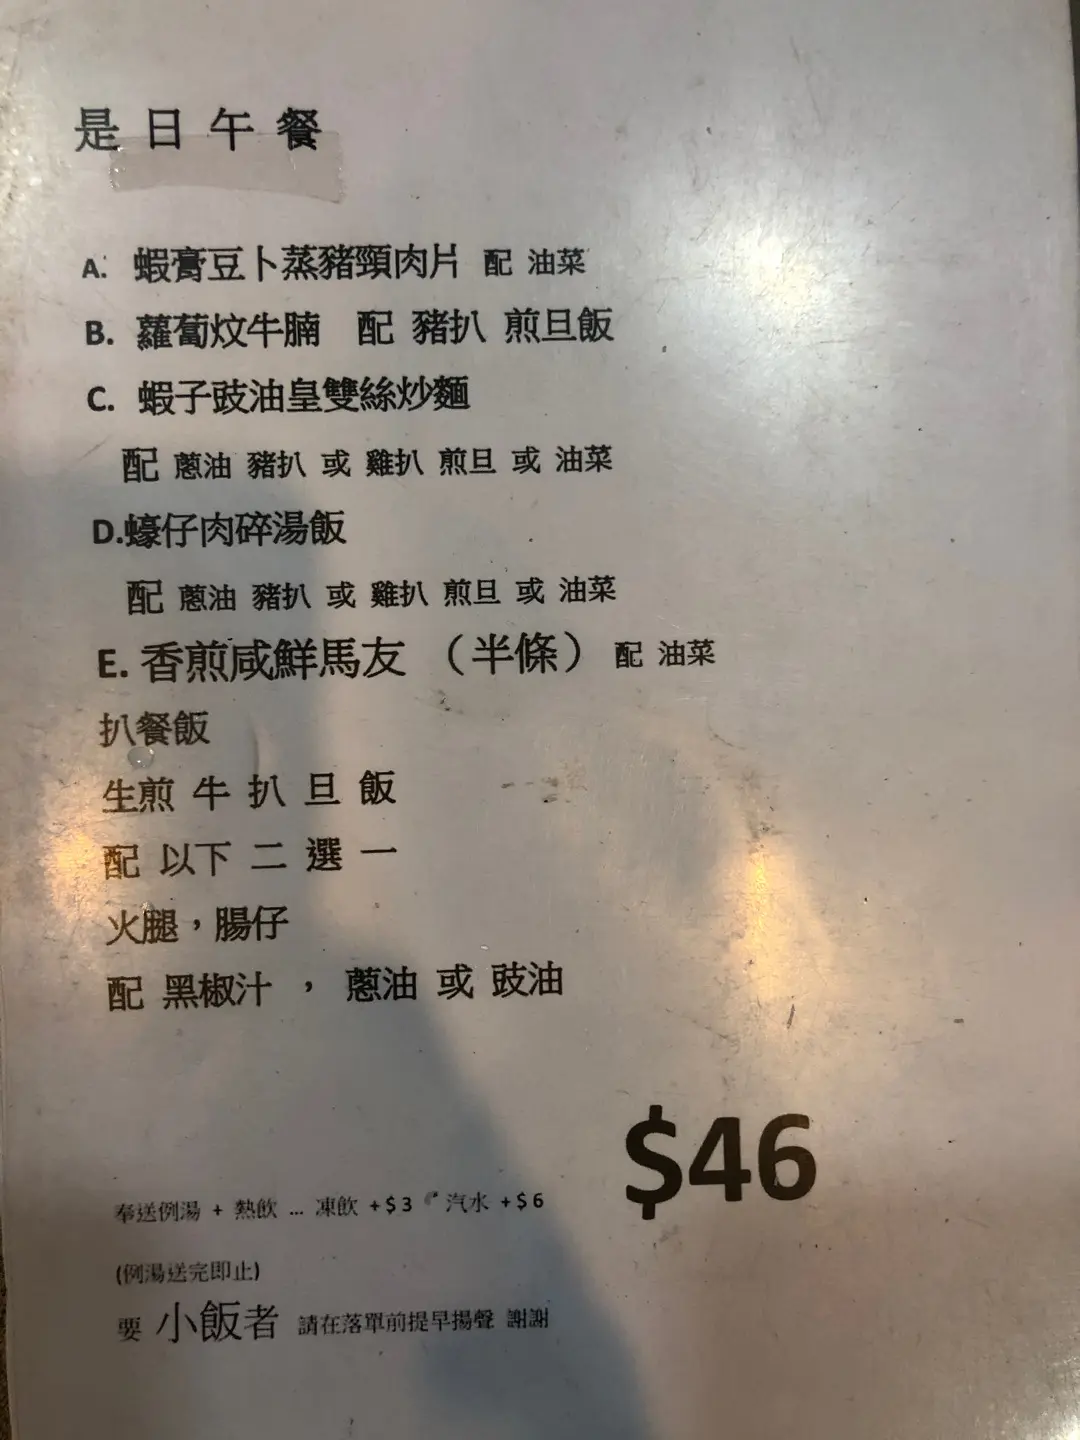 是日午餐
A. 蝦膏豆卜蒸豬頸肉片 配 油菜
B. 蘿蔔炆牛腩 配 豬扒 煎旦飯
C. 蝦子豉油皇雙絲炒麵
配 蔥油 豬扒 或 雞扒 煎旦 或 油菜
D.蠔仔肉碎湯飯
配 蔥油 豬扒 或 雞扒 煎旦 或 油菜
E. 香煎咸鮮馬友 （半條） 配 油菜
扒餐飯
生煎 牛 扒 旦 飯
配 以下 二 選 一
火腿，腸仔
配 黑椒汁 ， 蔥油 或 豉油
$46
奉送例湯 + 熱飲 ... 凍飲 +$3 汽水 +$6
(例湯送完即止)
要 小飯者 請在落單前提早揚聲 謝謝